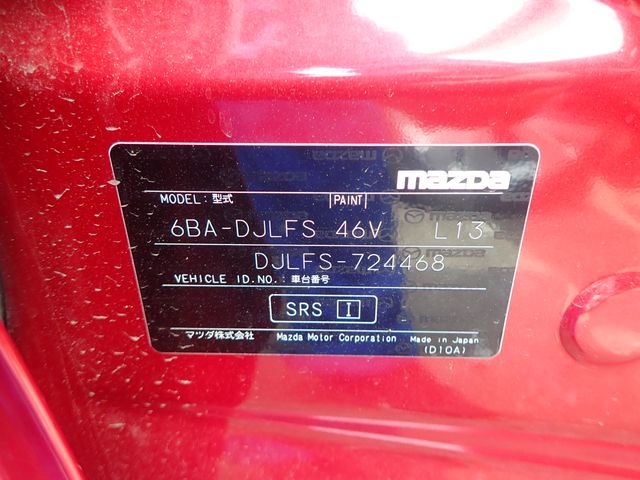 mazda
MODEL:型式 PAINT
6BA-DJLFS 46V L13
DJLFS-724468
VEHICLE ID.NO.:車台番号
SRS I
マツダ株式会社 Mazda Motor Corporation Made in Japan
(D10A)